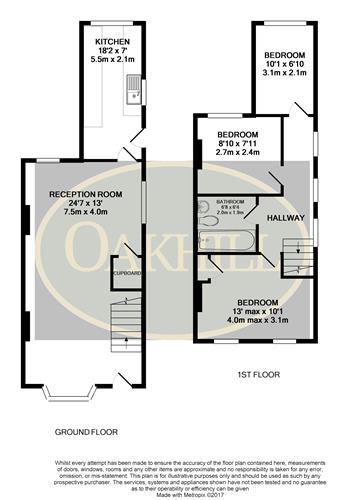 KITCHEN
18'2 x 7'
5.5m x 2.1m
BEDROOM
10'1 x 6'10
3.1m x 2.1m
BEDROOM
8'10 x 7'11
2.7m x 2.4m
RECEPTION ROOM
24'7 x 13'
7.5m x 4.0m
BATHROOM
6'8 x 6'4
2.0m x 1.9m
HALLWAY
OAKHILL
CUPBOARD
BEDROOM
13' max x 10'1
4.0m max x 3.1m
1ST FLOOR
GROUND FLOOR
Whilst every attempt has been made to ensure the accuracy of the floor plan contained here, measurements
of doors, windows, rooms and any other items are approximate and no responsibility is taken for any error,
omission, or mis-statement. This plan is for illustrative purposes only and should be used as such by any
prospective purchaser. The services, systems and appliances shown have not been tested and no guarantee
as to their operability or efficiency can be given
Made with Metropix ©2017